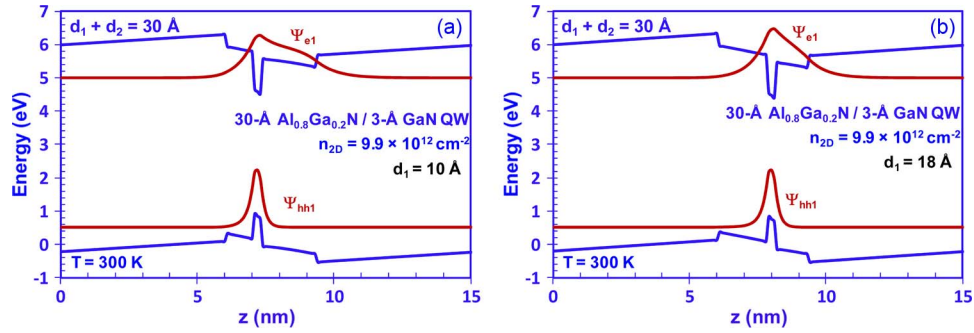 d₁ + d₂ = 30 Å
(a)
Ψe1
30-Å Al₀.₈Ga₀.₂N / 3-Å GaN QW
n₂D = 9.9 × 10¹² cm⁻²
d₁ = 10 Å
Ψhh1
T = 300 K
Energy (eV)
7
6
5
4
3
2
1
0
-1
0
5
10
15
z (nm)
d₁ + d₂ = 30 Å
(b)
Ψe1
30-Å Al₀.₈Ga₀.₂N / 3-Å GaN QW
n₂D = 9.9 × 10¹² cm⁻²
d₁ = 18 Å
Ψhh1
T = 300 K
Energy (eV)
7
6
5
4
3
2
1
0
-1
0
5
10
15
z (nm)